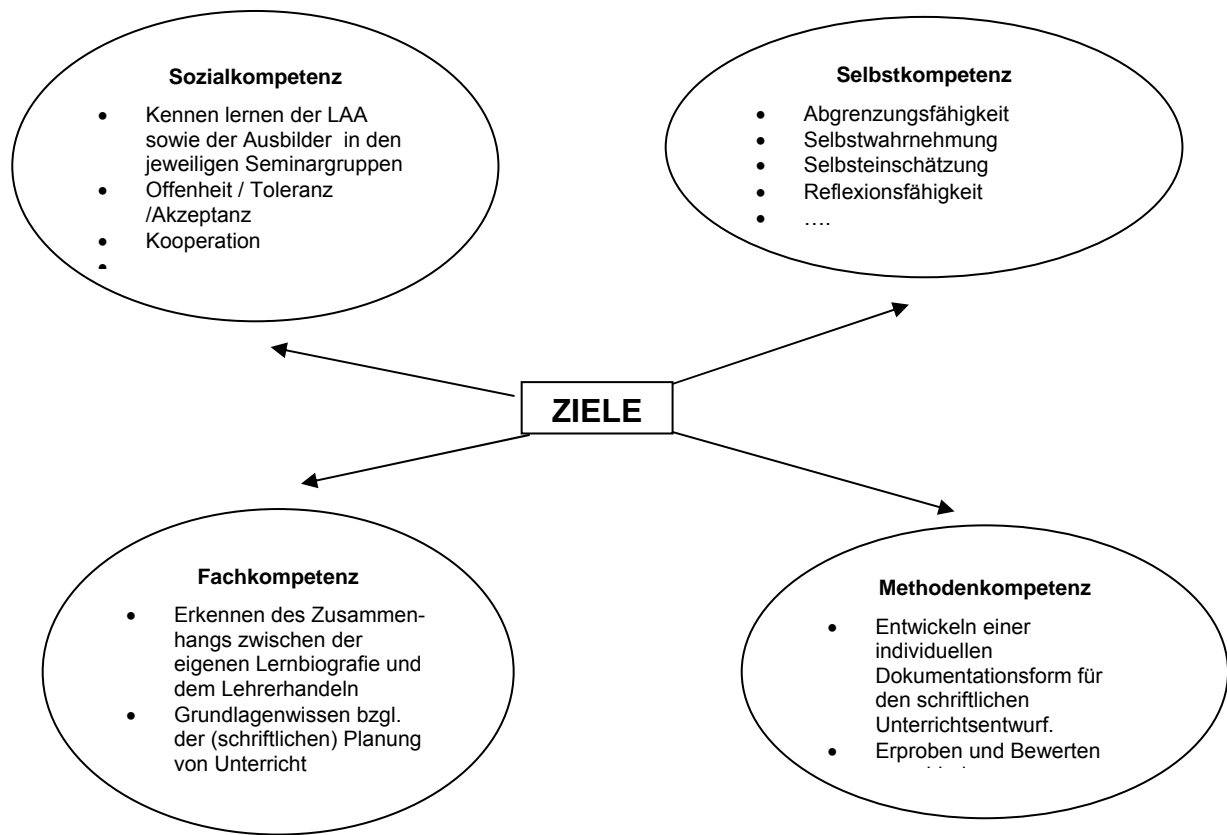 Sozialkompetenz
• Kennen lernen der LAA
sowie der Ausbilder in den
jeweiligen Seminargruppen
• Offenheit / Toleranz
/Akzeptanz
• Kooperation
•
Selbstkompetenz
• Abgrenzungsfähigkeit
• Selbstwahrnehmung
• Selbsteinschätzung
• Reflexionsfähigkeit
• ….
ZIELE
Fachkompetenz
• Erkennen des Zusammen-
hangs zwischen der
eigenen Lernbiografie und
dem Lehrerhandeln
• Grundlagenwissen bzgl.
der (schriftlichen) Planung
von Unterricht
Methodenkompetenz
• Entwickeln einer
individuellen
Dokumentationsform für
den schriftlichen
Unterrichtsentwurf.
• Erproben und Bewerten